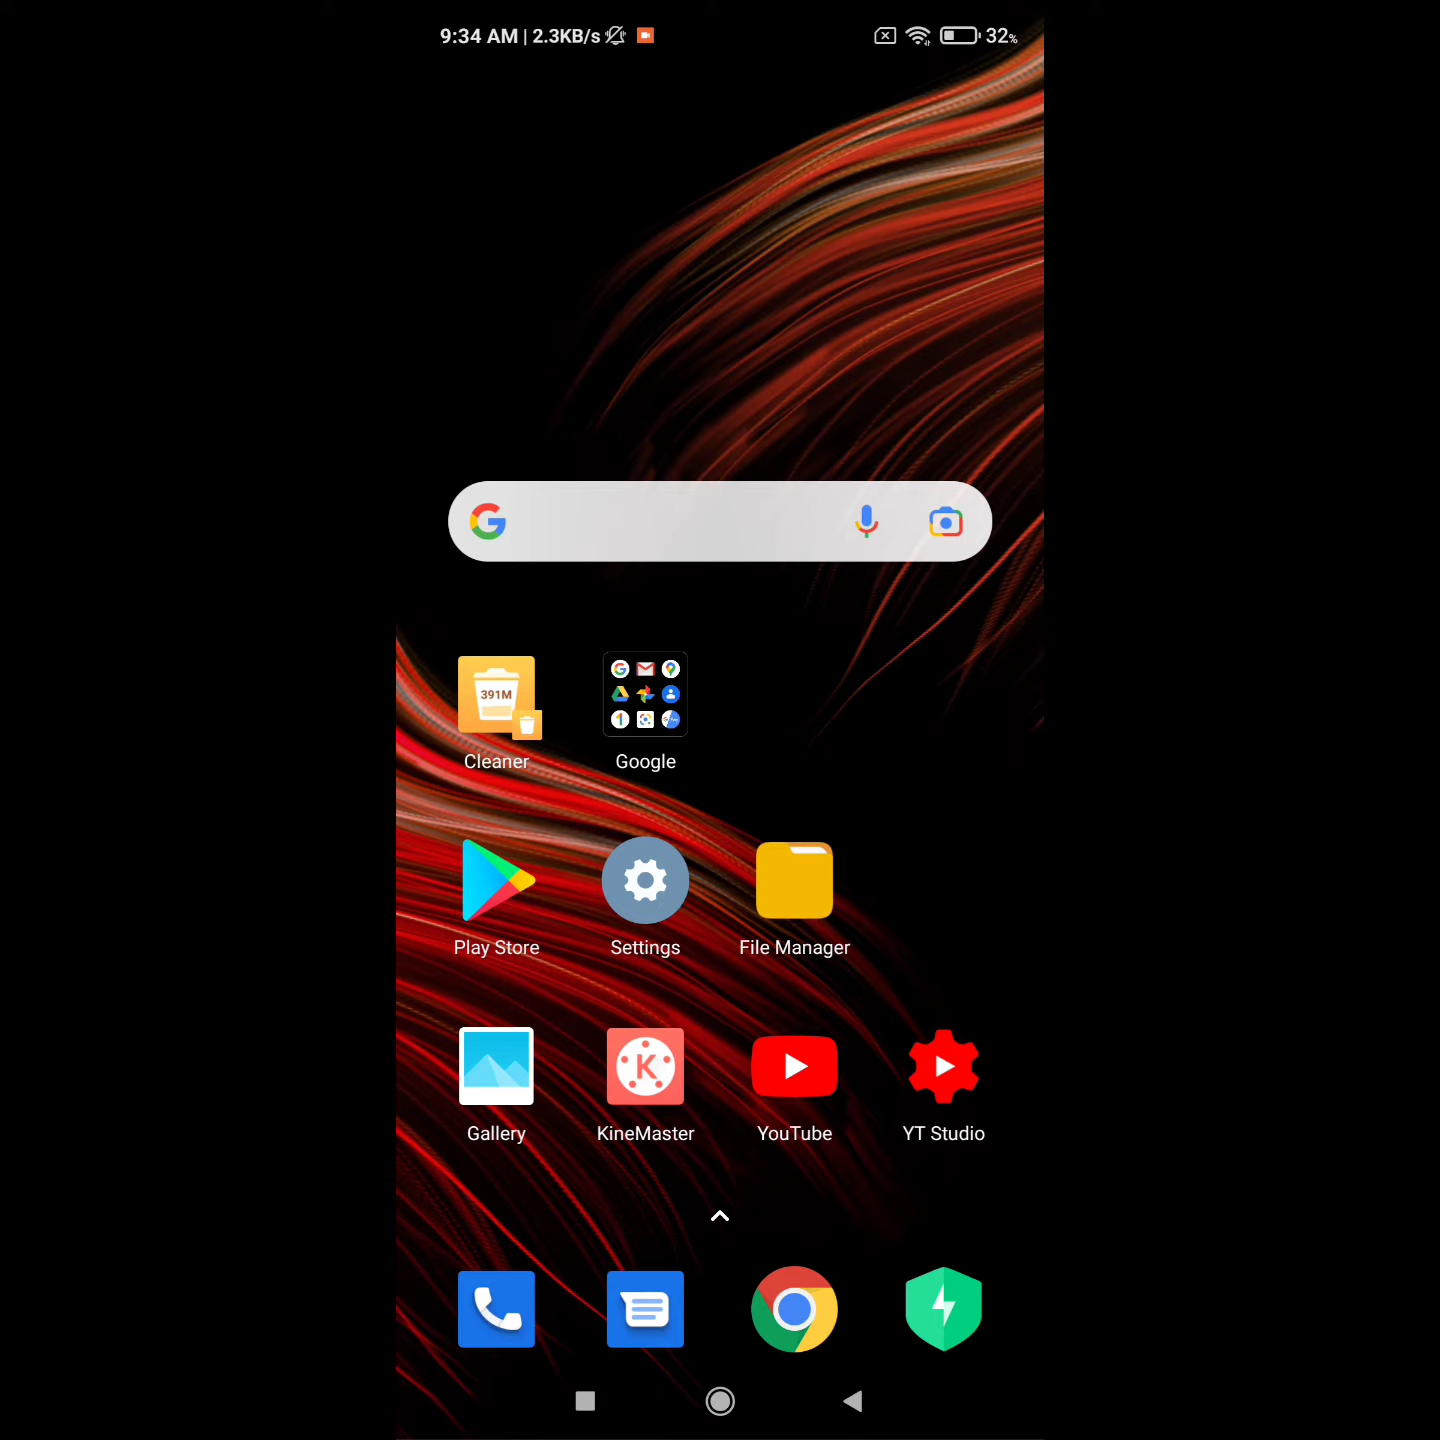 9:34 AM | 2.3KB/s 32%
391M
Cleaner Google
Play Store Settings File Manager
K
Gallery KineMaster YouTube YT Studio